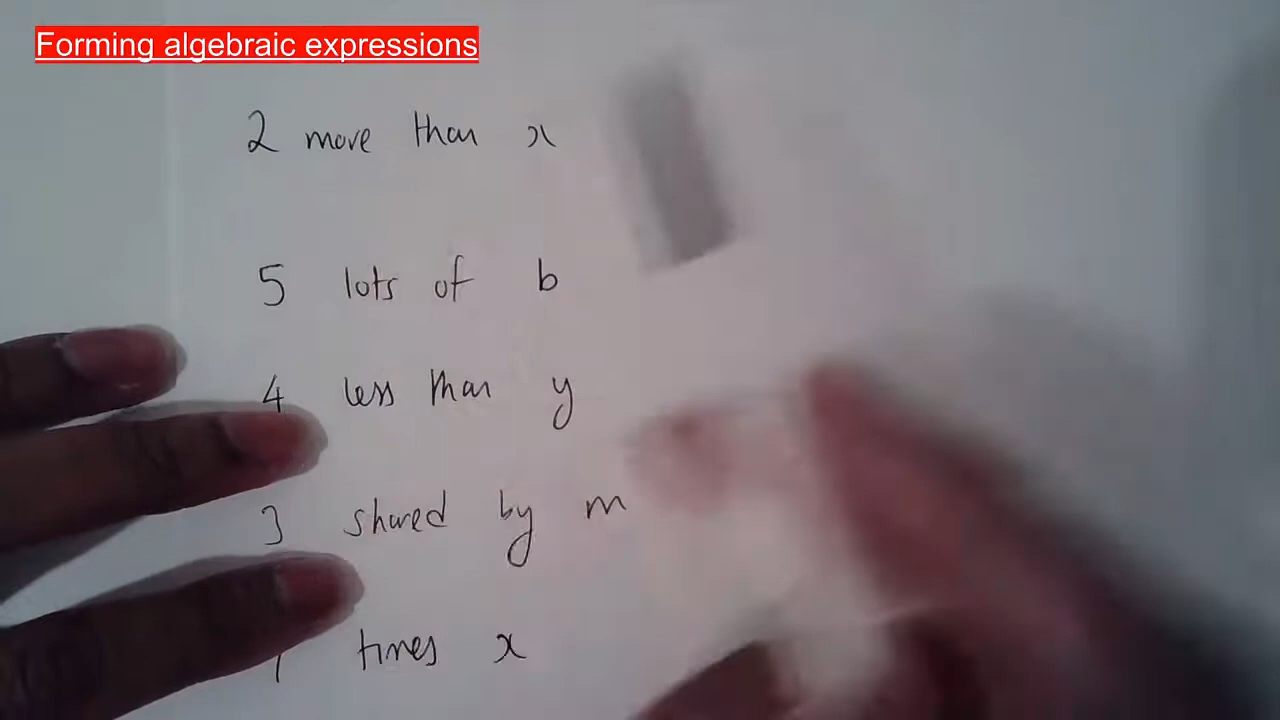 Forming algebraic expressions
2 more than x
5 lots of b
4 less than y
3 shared by m
times x